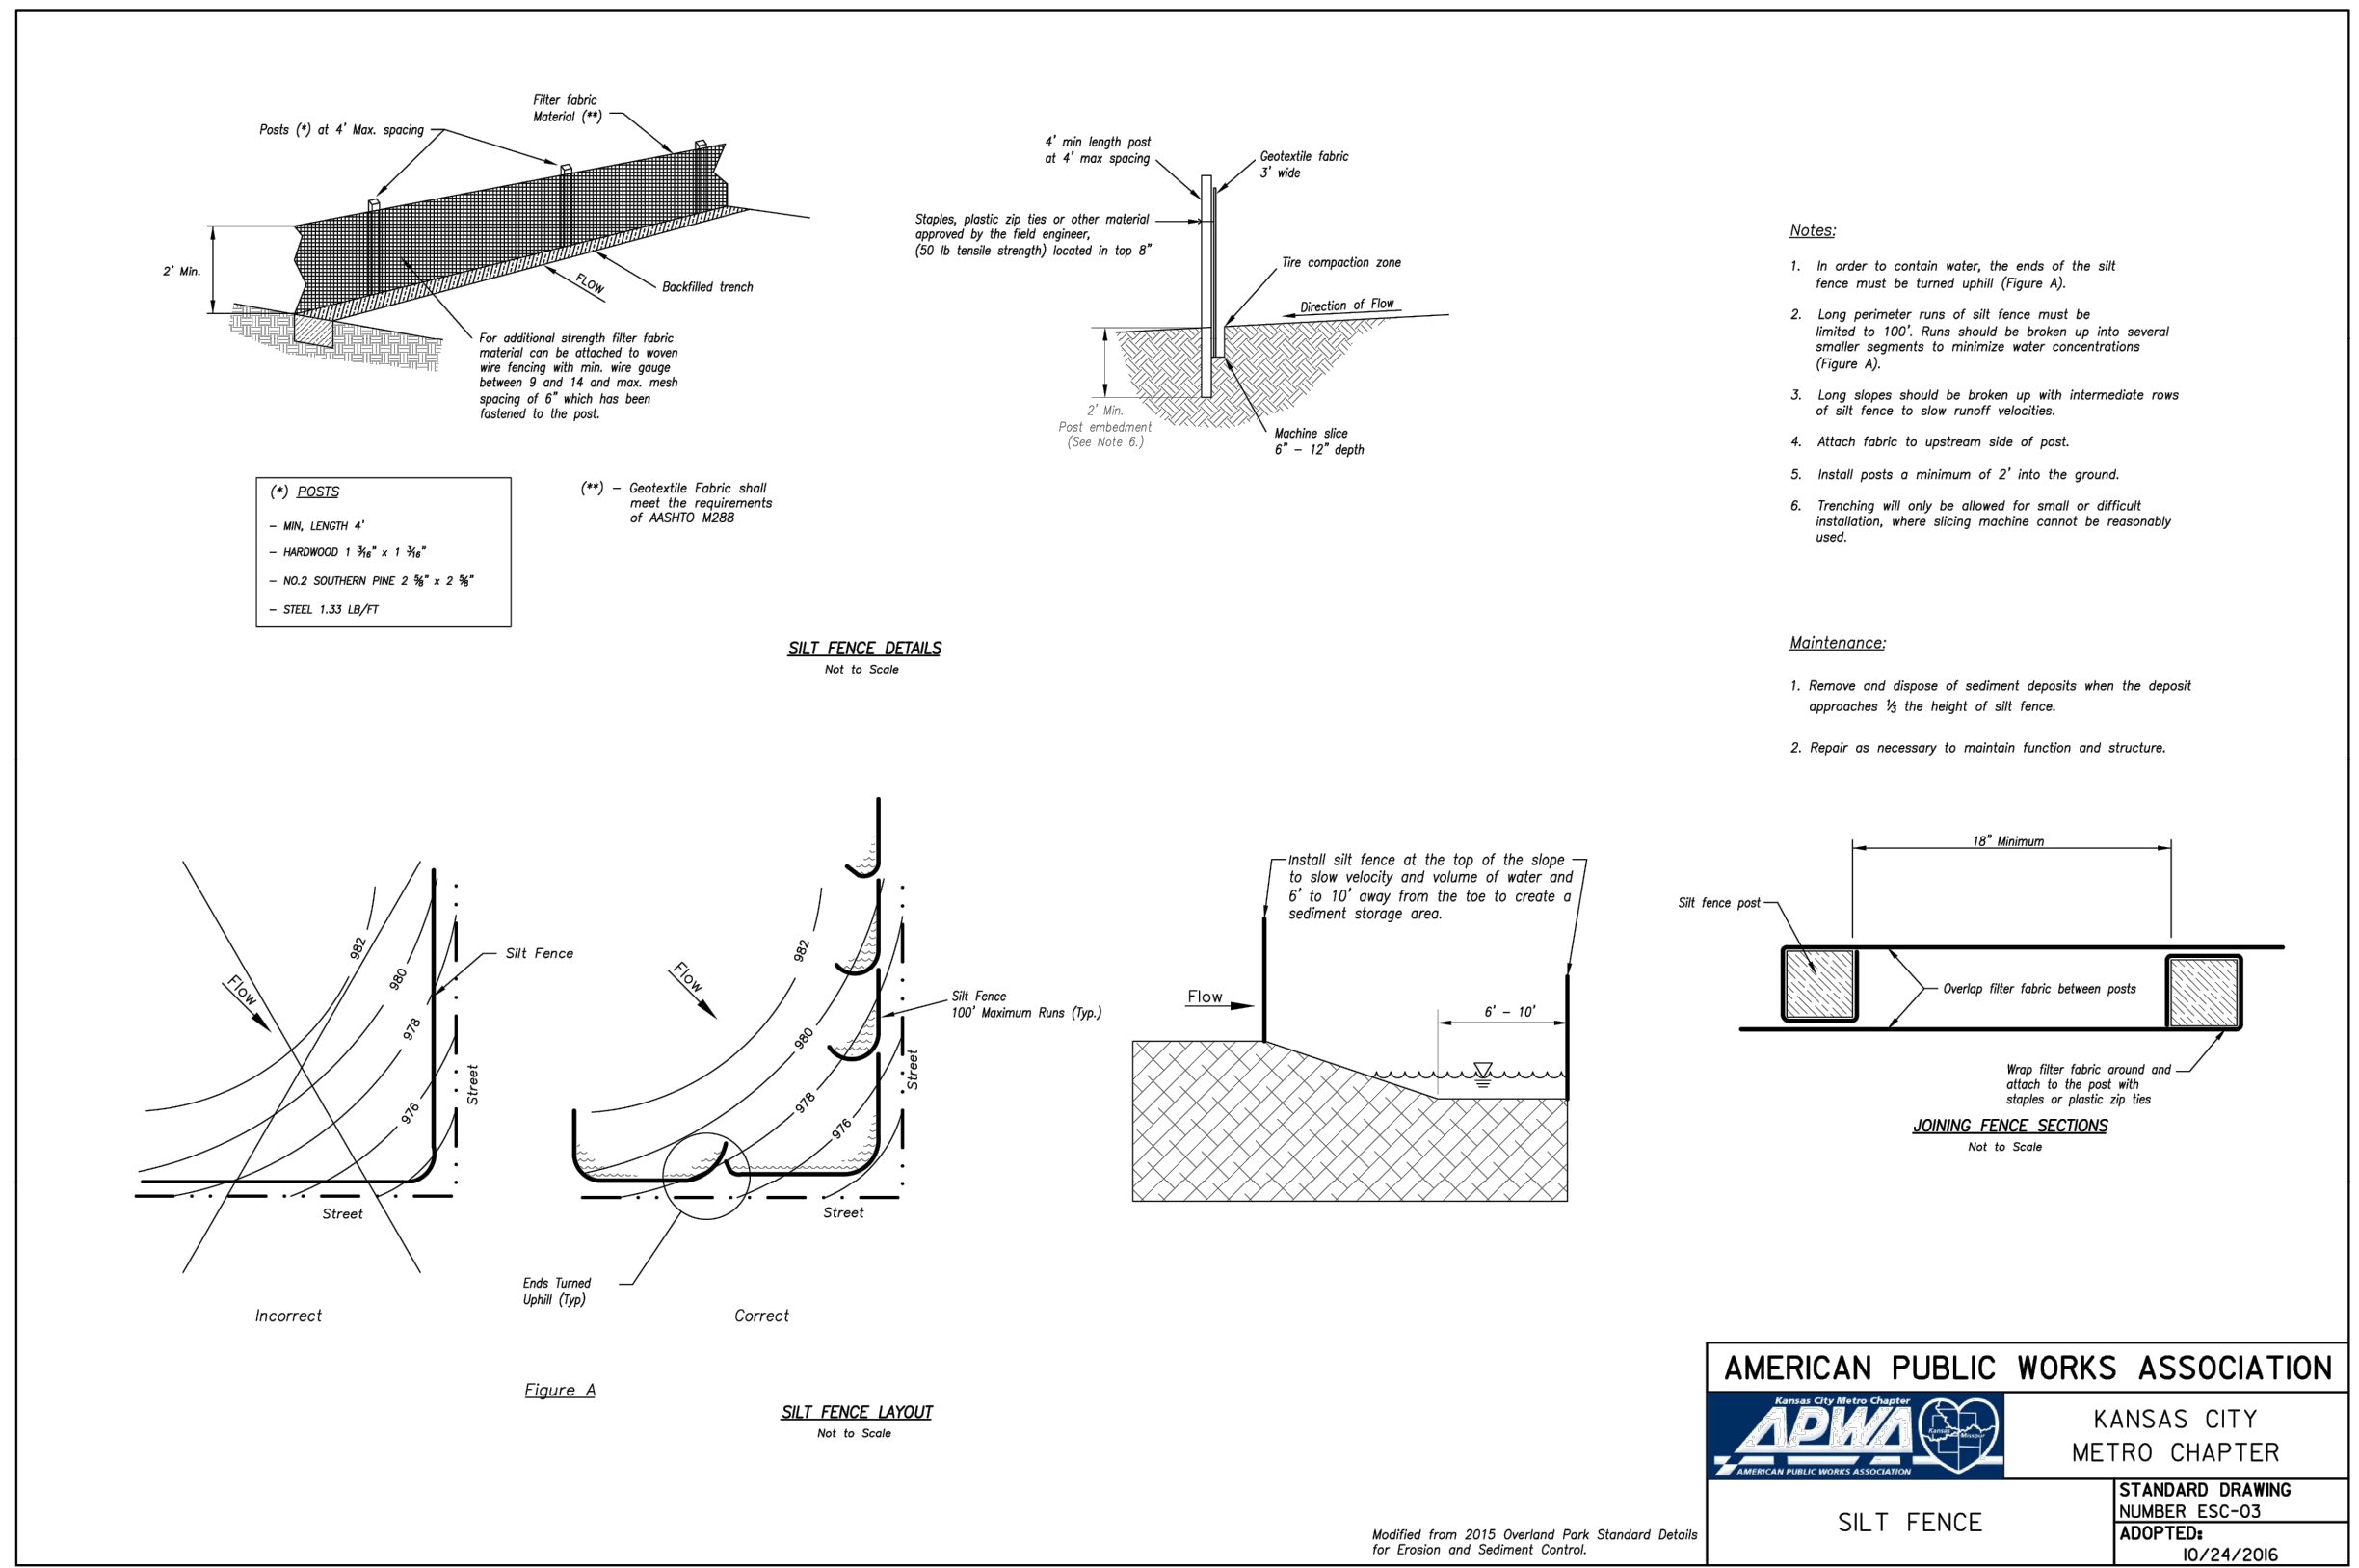 Filter fabric
Material (**)
Posts (*) at 4' Max. spacing
2' Min.
FLOW
Backfilled trench
For additional strength filter fabric
material can be attached to woven
wire fencing with min. wire gauge
between 9 and 14 and max. mesh
spacing of 6" which has been
fastened to the post.
(*) POSTS
– MIN, LENGTH 4'
– HARDWOOD 1 3/16" x 1 3/16"
– NO.2 SOUTHERN PINE 2 5/8" x 2 5/8"
– STEEL 1.33 LB/FT
(**) – Geotextile Fabric shall
meet the requirements
of AASHTO M288
4' min length post
at 4' max spacing
Geotextile fabric
3' wide
Staples, plastic zip ties or other material
approved by the field engineer,
(50 lb tensile strength) located in top 8"
Tire compaction zone
Direction of Flow
2' Min.
Post embedment
(See Note 6.)
Machine slice
6" – 12" depth
SILT FENCE DETAILS
Not to Scale
Notes:
1. In order to contain water, the ends of the silt
fence must be turned uphill (Figure A).
2. Long perimeter runs of silt fence must be
limited to 100'. Runs should be broken up into several
smaller segments to minimize water concentrations
(Figure A).
3. Long slopes should be broken up with intermediate rows
of silt fence to slow runoff velocities.
4. Attach fabric to upstream side of post.
5. Install posts a minimum of 2' into the ground.
6. Trenching will only be allowed for small or difficult
installation, where slicing machine cannot be reasonably
used.
Maintenance:
1. Remove and dispose of sediment deposits when the deposit
approaches 1/3 the height of silt fence.
2. Repair as necessary to maintain function and structure.
982
980
978
976
Flow
Silt Fence
Street
Street
Incorrect
982
980
978
976
Flow
Silt Fence
100' Maximum Runs (Typ.)
Street
Street
Ends Turned
Uphill (Typ)
Correct
Figure A
SILT FENCE LAYOUT
Not to Scale
Install silt fence at the top of the slope
to slow velocity and volume of water and
6' to 10' away from the toe to create a
sediment storage area.
Flow
6' – 10'
18" Minimum
Silt fence post
Overlap filter fabric between posts
Wrap filter fabric around and
attach to the post with
staples or plastic zip ties
JOINING FENCE SECTIONS
Not to Scale
Modified from 2015 Overland Park Standard Details
for Erosion and Sediment Control.
AMERICAN PUBLIC WORKS ASSOCIATION
Kansas City Metro Chapter
APWA
Kansas
Missouri
AMERICAN PUBLIC WORKS ASSOCIATION
KANSAS CITY
METRO CHAPTER
SILT FENCE
STANDARD DRAWING
NUMBER ESC-03
ADOPTED:
10/24/2016